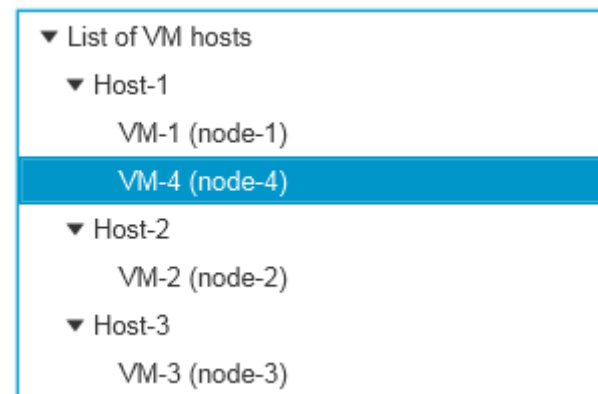 List of VM hosts
Host-1
VM-1 (node-1)
VM-4 (node-4)
Host-2
VM-2 (node-2)
Host-3
VM-3 (node-3)